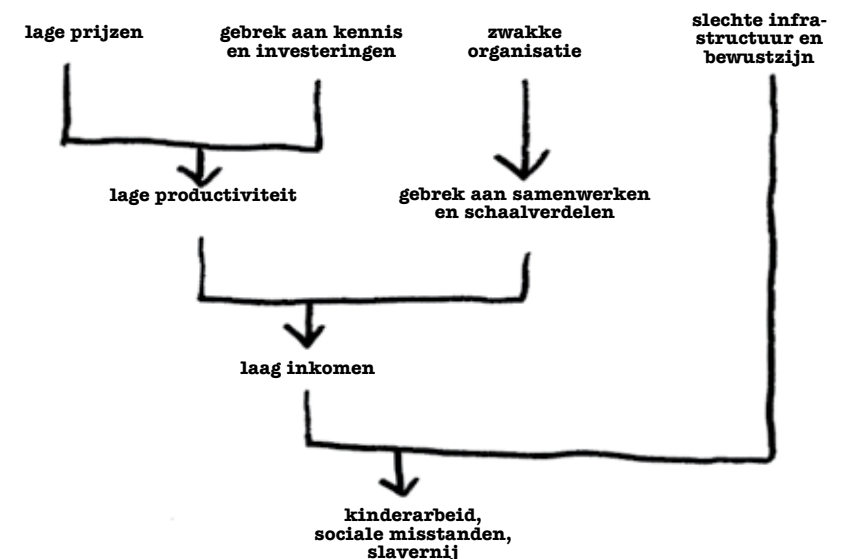 lage prijzen
gebrek aan kennis
en investeringen
zwakke
organisatie
slechte infra-
structuur en
bewustzijn
lage productiviteit
gebrek aan samenwerken
en schaalverdelen
laag inkomen
kinderarbeid,
sociale misstanden,
slavernij